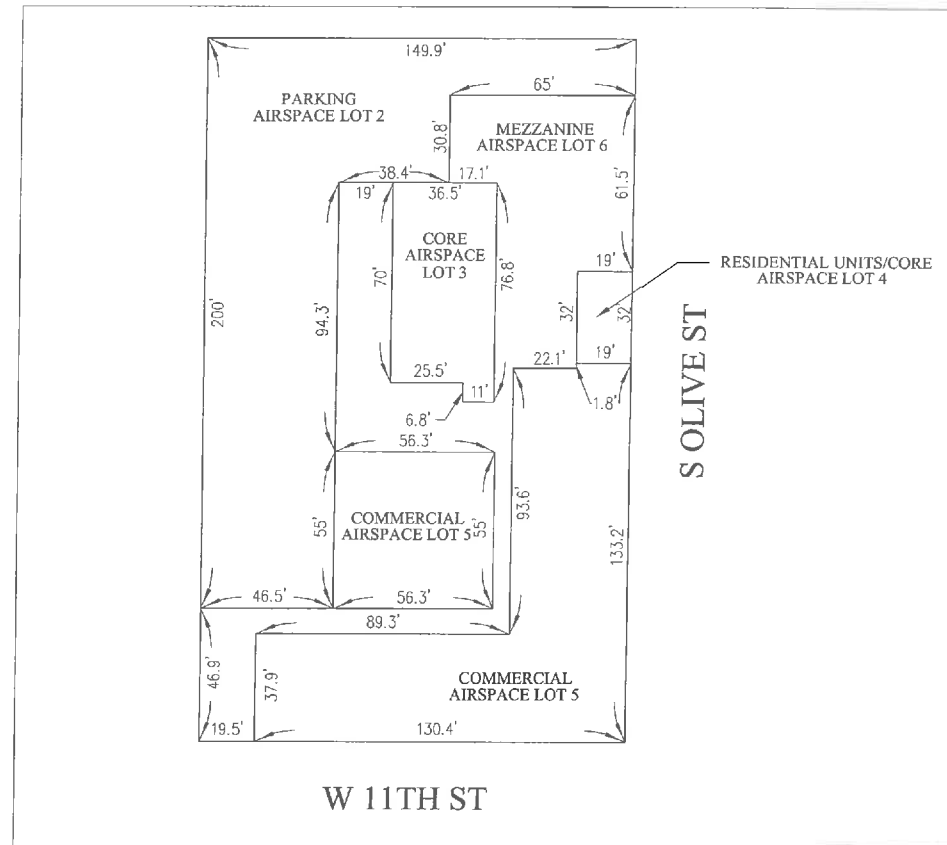 149.9'
65'
PARKING
AIRSPACE LOT 2
MEZZANINE
AIRSPACE LOT 6
30.8'
61.5'
38.4'
17.1'
19'
36.5'
CORE
AIRSPACE
LOT 3
70'
76.8'
94.3'
200'
19'
RESIDENTIAL UNITS/CORE
AIRSPACE LOT 4
32'
32'
19'
22.1'
1.8'
25.5'
11'
6.8'
S OLIVE ST
56.3'
93.6'
133.2'
COMMERCIAL
AIRSPACE LOT 5
55'
55'
46.5'
56.3'
89.3'
46.9'
37.9'
COMMERCIAL
AIRSPACE LOT 5
19.5'
130.4'
W 11TH ST